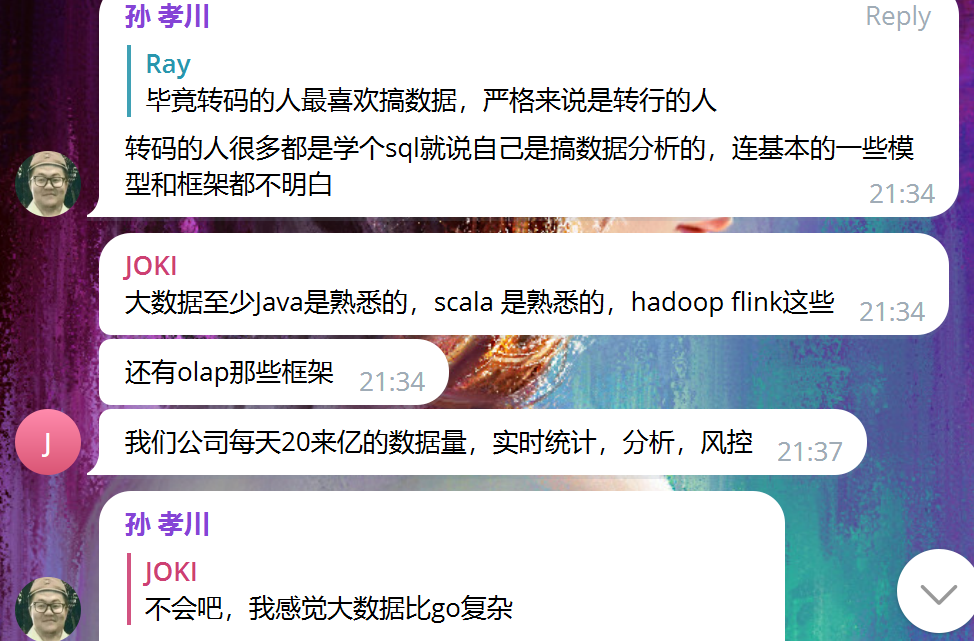 孙 孝川
Reply
Ray
毕竟转码的人最喜欢搞数据，严格来说是转行的人
转码的人很多都是学个sql就说自己是搞数据分析的，连基本的一些模
型和框架都不明白
21:34
JOKI
大数据至少Java是熟悉的，scala 是熟悉的，hadoop flink这些
21:34
还有olap那些框架
21:34
J
我们公司每天20来亿的数据量，实时统计，分析，风控
21:37
孙 孝川
JOKI
不会吧，我感觉大数据比go复杂